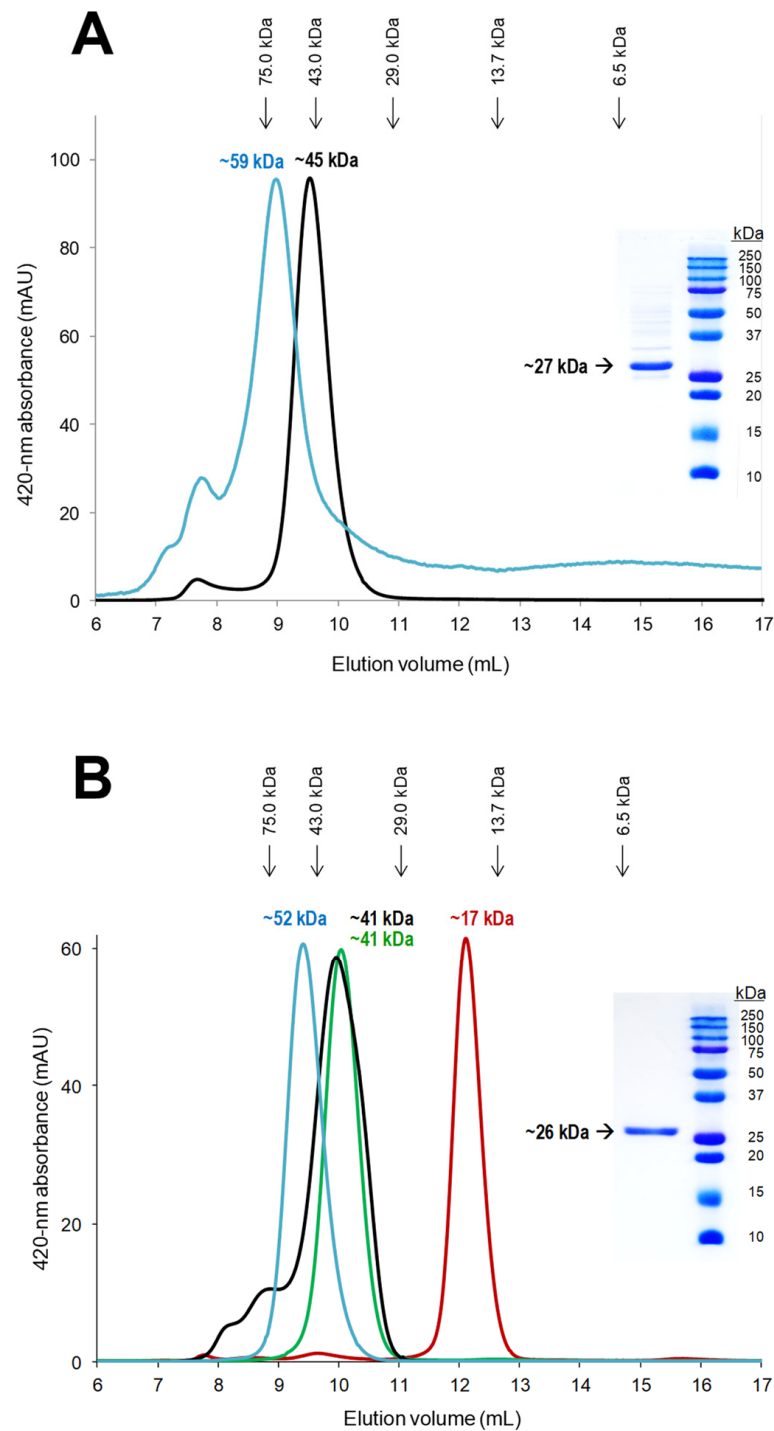 A
75.0 kDa
43.0 kDa
29.0 kDa
13.7 kDa
6.5 kDa
~59 kDa
~45 kDa
100
80
60
40
20
0
420-nm absorbance (mAU)
kDa
250
150
100
75
50
37
25
20
15
10
~27 kDa
6 7 8 9 10 11 12 13 14 15 16 17
Elution volume (mL)
B
75.0 kDa
43.0 kDa
29.0 kDa
13.7 kDa
6.5 kDa
~52 kDa
~41 kDa
~41 kDa
~17 kDa
60
40
20
0
420-nm absorbance (mAU)
kDa
250
150
100
75
50
37
25
20
15
10
~26 kDa
6 7 8 9 10 11 12 13 14 15 16 17
Elution volume (mL)